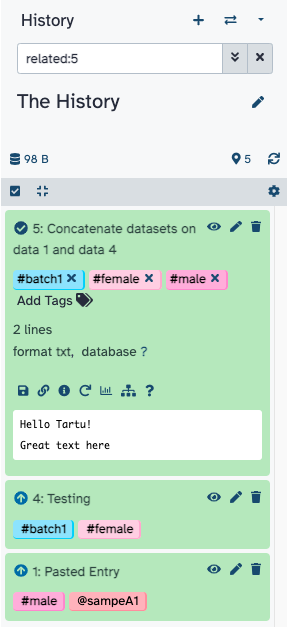 History
related:5
The History
98 B
5
5: Concatenate datasets on
data 1 and data 4
#batch1 #female #male
Add Tags
2 lines
format txt, database ?
Hello Tartu!
Great text here
4: Testing
#batch1 #female
1: Pasted Entry
#male @sampeA1